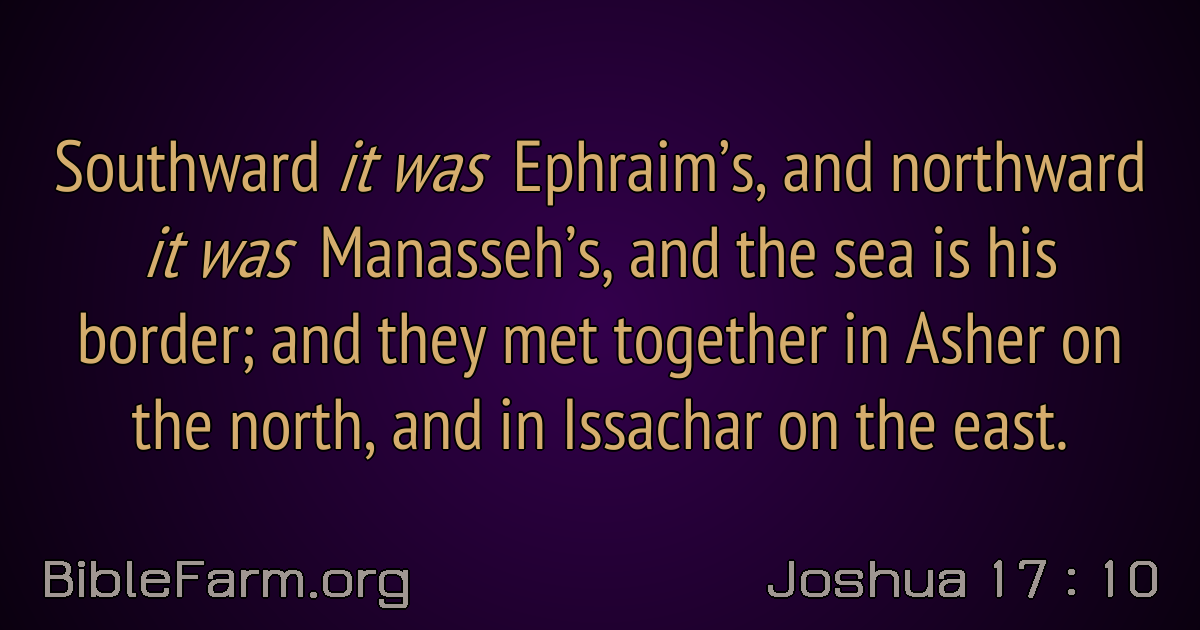 Southward it was Ephraim’s, and northward
it was Manasseh’s, and the sea is his
border; and they met together in Asher on
the north, and in Issachar on the east.
BibleFarm.org
Joshua 17 : 10